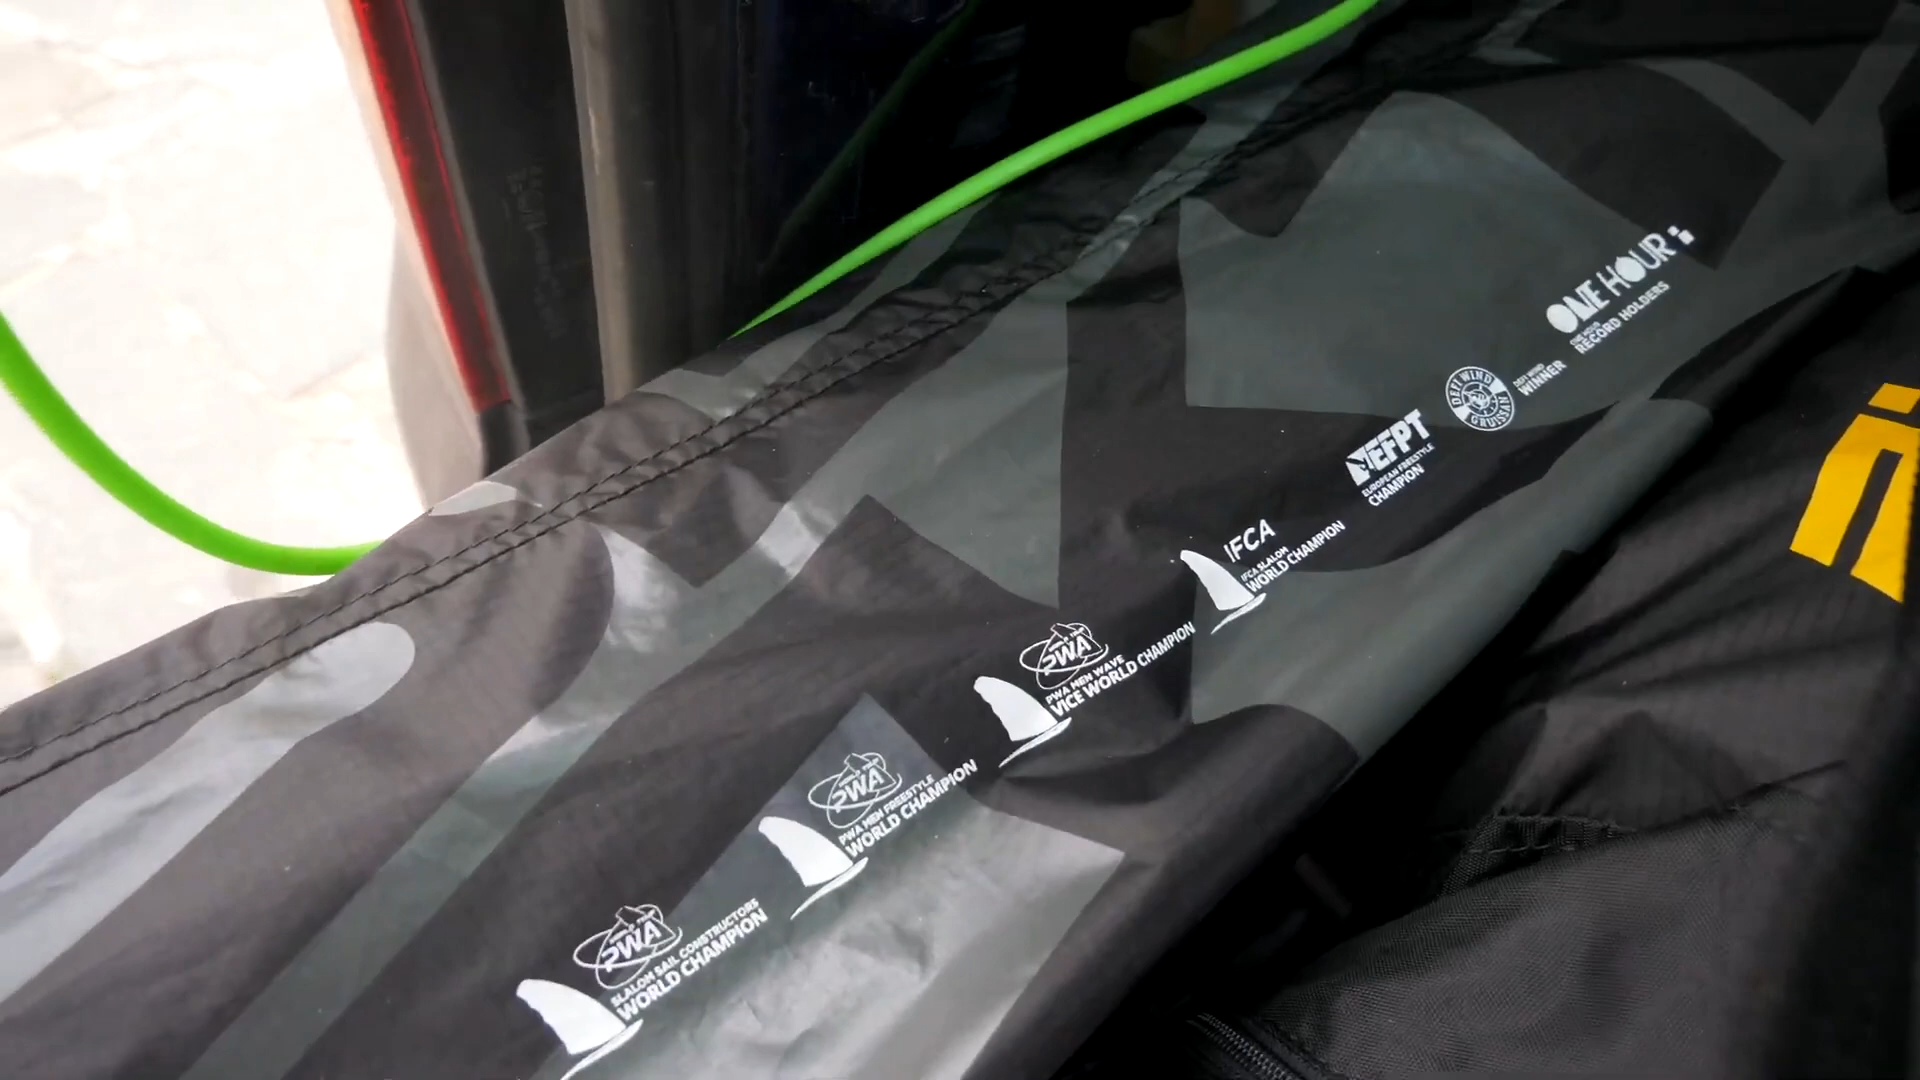 PWA
SLALOM SAIL CONSTRUCTORS
WORLD CHAMPION
PWA
PWA MEN FREESTYLE
WORLD CHAMPION
PWA
PWA MEN WAVE
VICE WORLD CHAMPION
IFCA
IFCA SLALOM
WORLD CHAMPION
EFPT
EUROPEAN FREESTYLE
CHAMPION
DEFI WIND
GRUISSAN
DEFI WIND
WINNER
ONE HOUR
ONE HOUR
RECORD HOLDERS